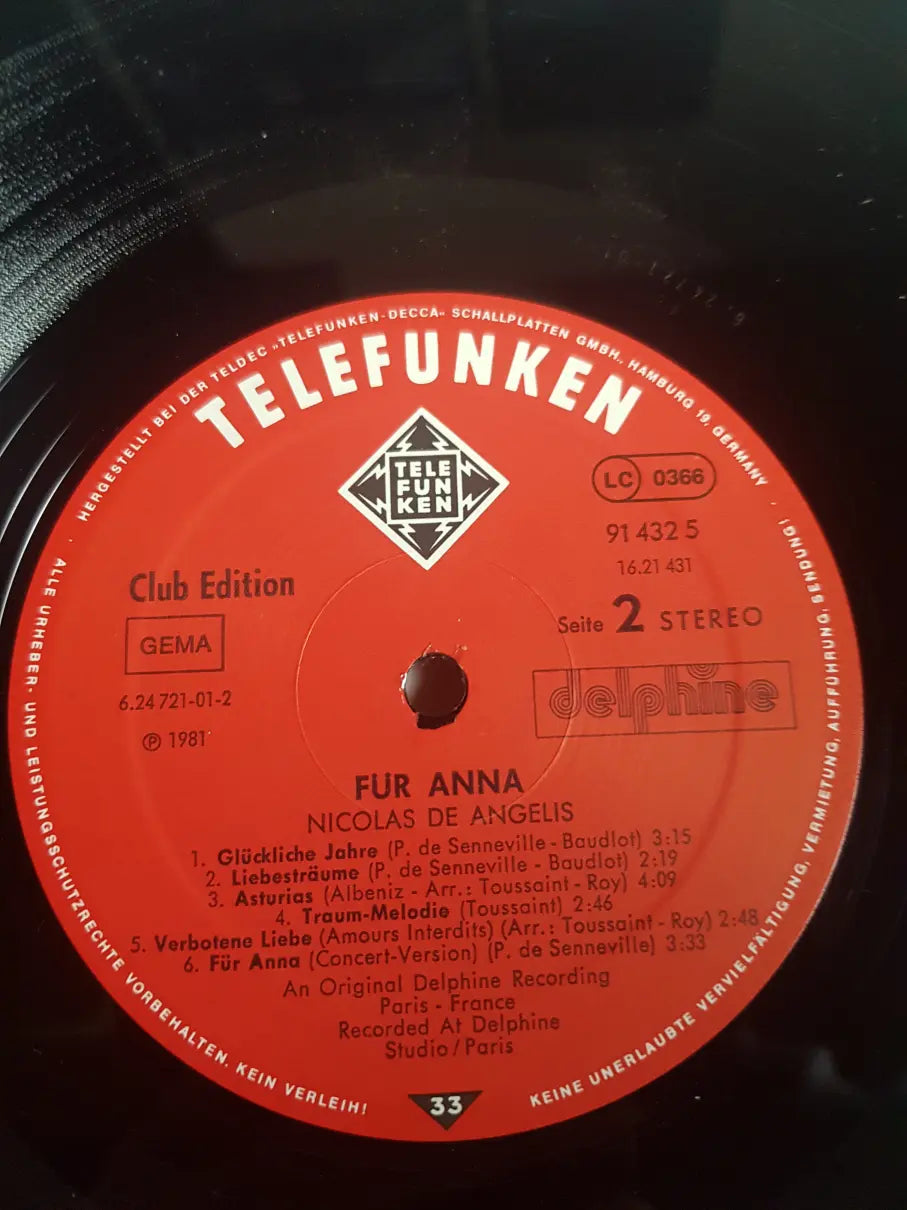 HERGESTELLT BEI DER TELDEC „TELEFUNKEN-DECCA“ SCHALLPLATTEN GMBH., HAMBURG 19, GERMANY
TELEFUNKEN
TELE
FUN
KEN
LC 0366
91 432 5
16.21 431
Club Edition
Seite 2 STEREO
GEMA
delphine
6.24 721-01-2
℗ 1981
FÜR ANNA
NICOLAS DE ANGELIS
1. Glückliche Jahre (P. de Senneville - Baudlot) 3:15
2. Liebesträume (P. de Senneville - Baudlot) 2:19
3. Asturias (Albeniz - Arr.: Toussaint - Roy) 4:09
4. Traum-Melodie (Toussaint) 2:46
5. Verbotene Liebe (Amours Interdits) (Arr.: Toussaint - Roy) 2:48
6. Für Anna (Concert-Version) (P. de Senneville) 3:33
An Original Delphine Recording
Paris - France
Recorded At Delphine
Studio/Paris
33
ALLE URHEBER- UND LEISTUNGSSCHUTZRECHTE VORBEHALTEN. KEIN VERLEIH!
KEINE UNERLAUBTE VERVIELFÄLTIGUNG, VERMIETUNG, AUFFÜHRUNG, SENDUNG!